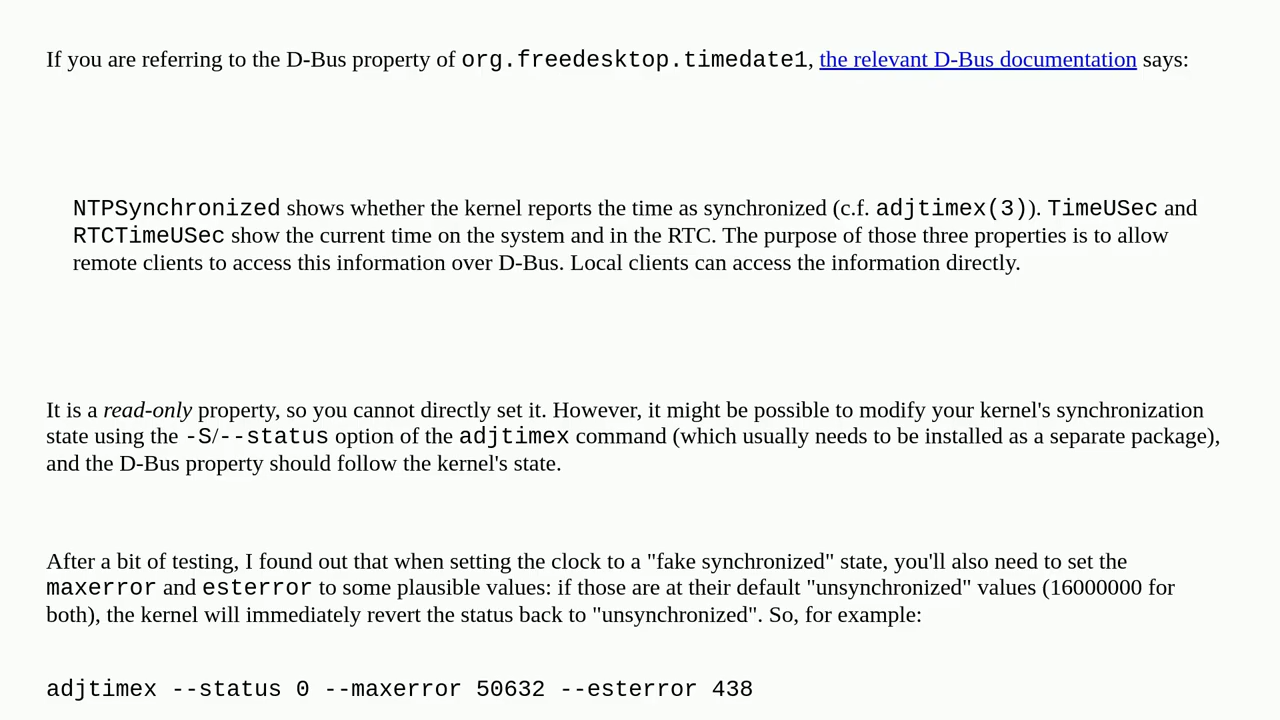 If you are referring to the D-Bus property of org.freedesktop.timedate1, the relevant D-Bus documentation says:
NTPSynchronized shows whether the kernel reports the time as synchronized (c.f. adjtimex(3)). TimeUSec and
RTCTimeUSec show the current time on the system and in the RTC. The purpose of those three properties is to allow
remote clients to access this information over D-Bus. Local clients can access the information directly.
It is a read-only property, so you cannot directly set it. However, it might be possible to modify your kernel's synchronization
state using the -S/--status option of the adjtimex command (which usually needs to be installed as a separate package),
and the D-Bus property should follow the kernel's state.
After a bit of testing, I found out that when setting the clock to a "fake synchronized" state, you'll also need to set the
maxerror and esterror to some plausible values: if those are at their default "unsynchronized" values (16000000 for
both), the kernel will immediately revert the status back to "unsynchronized". So, for example:
adjtimex --status 0 --maxerror 50632 --esterror 438